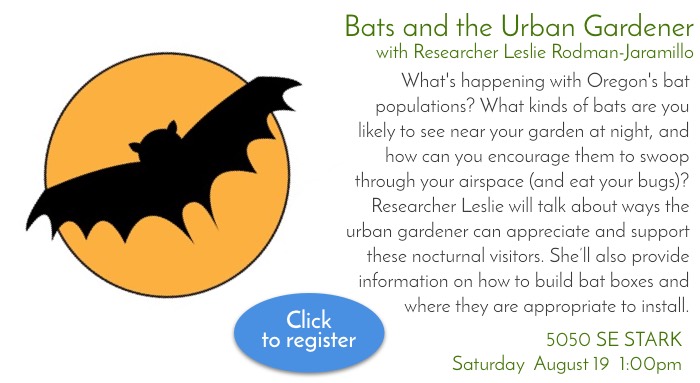 Bats and the Urban Gardener
with Researcher Leslie Rodman-Jaramillo
What's happening with Oregon's bat
populations? What kinds of bats are you
likely to see near your garden at night, and
how can you encourage them to swoop
through your airspace (and eat your bugs)?
Researcher Leslie will talk about ways the
urban gardener can appreciate and support
these nocturnal visitors. She'll also provide
information on how to build bat boxes and
where they are appropriate to install.
Click
to register
5050 SE STARK
Saturday August 19 1:00pm